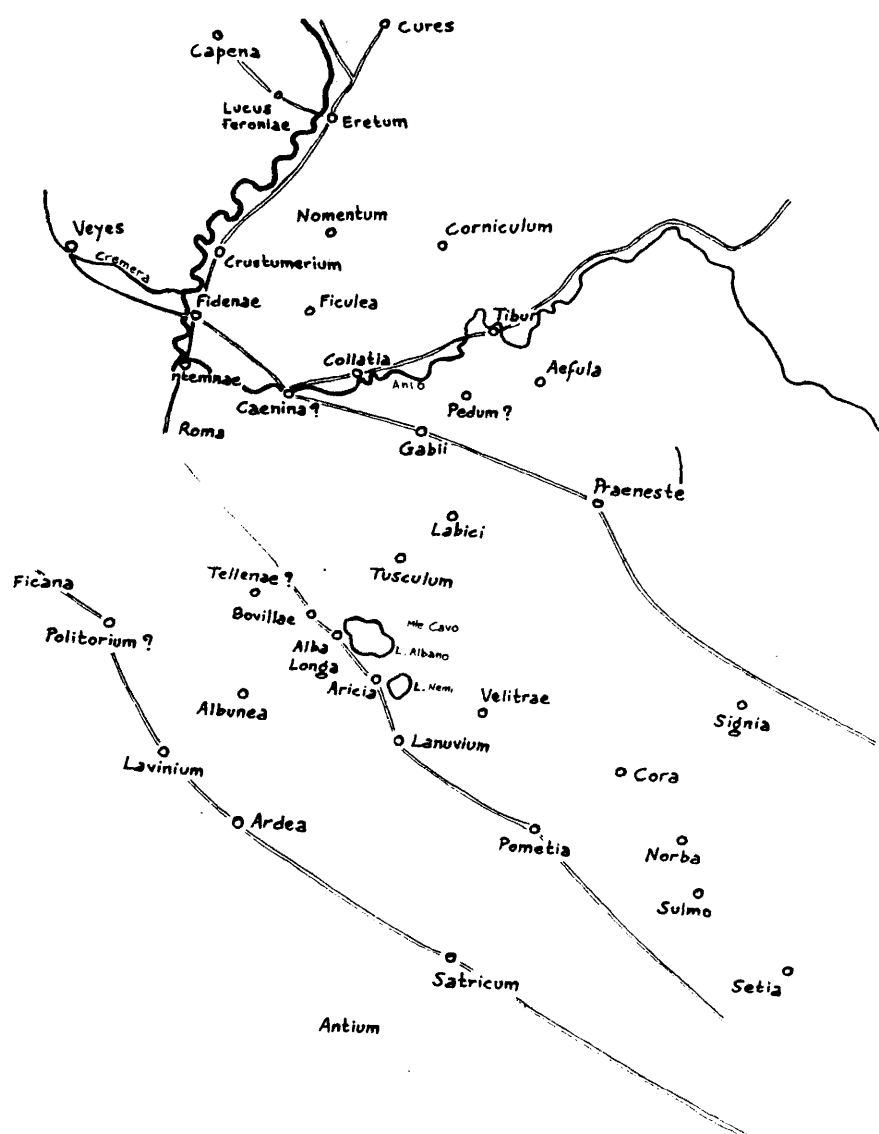 Cures
Capena
Lucus
Feroniae
Eretum
Nomentum
Corniculum
Veyes
Cremera
Crustumerium
Fidenae
Ficulea
Tibur
Collatia
Aefula
ntemnae
Anio
Caenina?
Pedum?
Roma
Gabii
Praeneste
Labici
Tusculum
Tellenae?
Ficana
Bovillae
Mte Cavo
Politorium?
Alba
Longa
L. Albano
Aricia
L. Nemi
Velitrae
Albunea
Signia
Lanuvium
Lavinium
Cora
Ardea
Pometia
Norba
Sulmo
Satricum
Setia
Antium